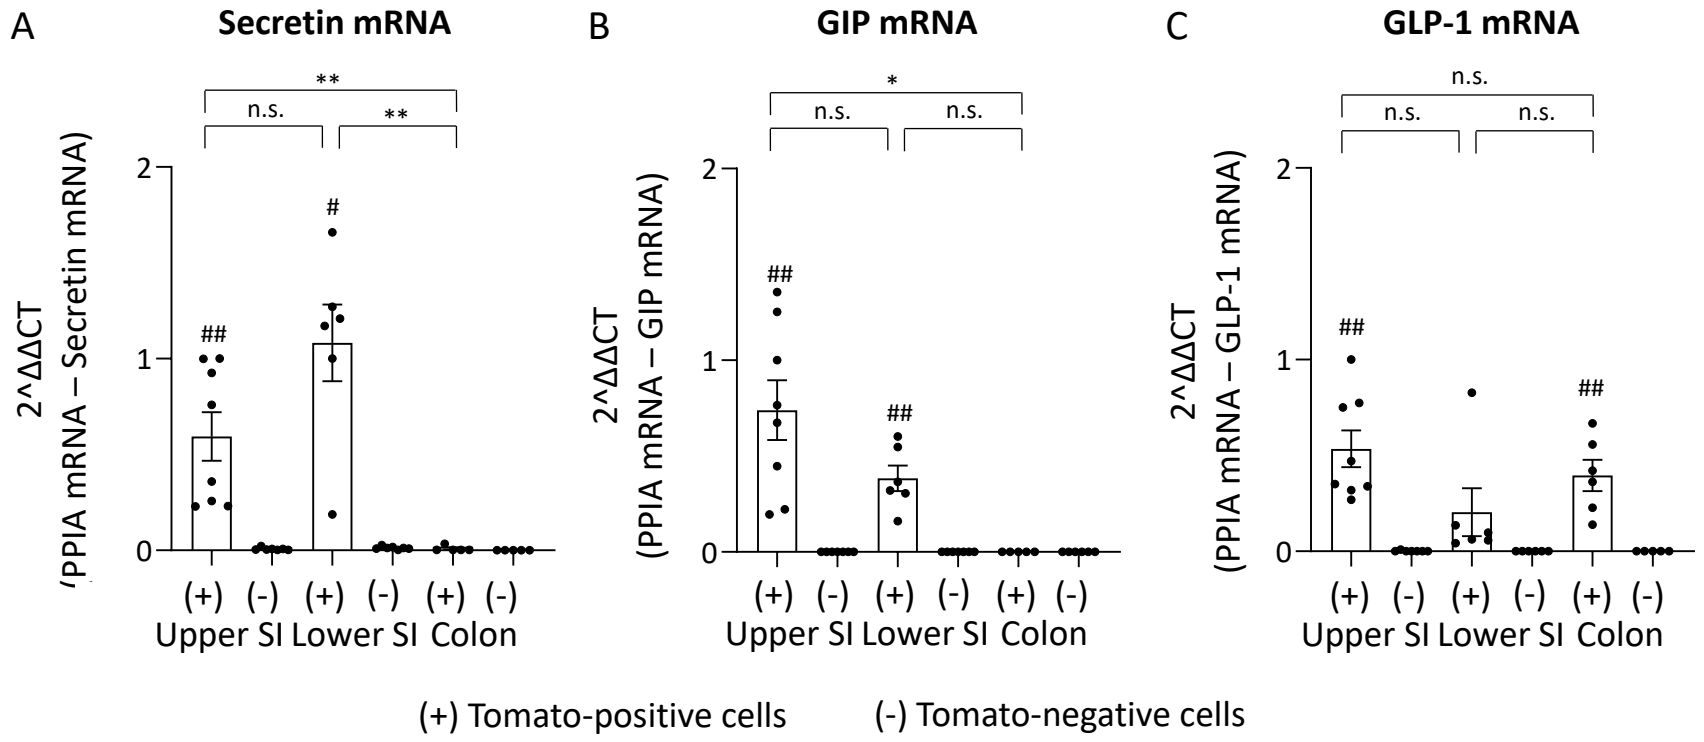 A
Secretin mRNA
**
n.s.
**
2^ΔΔCT
(PPIA mRNA – Secretin mRNA)
2
1
0
##
#
(+) (-) (+) (-) (+) (-)
Upper SI Lower SI Colon
B
GIP mRNA
*
n.s.
n.s.
2^ΔΔCT
(PPIA mRNA – GIP mRNA)
2
1
0
##
##
(+) (-) (+) (-) (+) (-)
Upper SI Lower SI Colon
C
GLP-1 mRNA
n.s.
n.s.
n.s.
2^ΔΔCT
(PPIA mRNA – GLP-1 mRNA)
2
1
0
##
##
(+) (-) (+) (-) (+) (-)
Upper SI Lower SI Colon
(+) Tomato-positive cells
(-) Tomato-negative cells